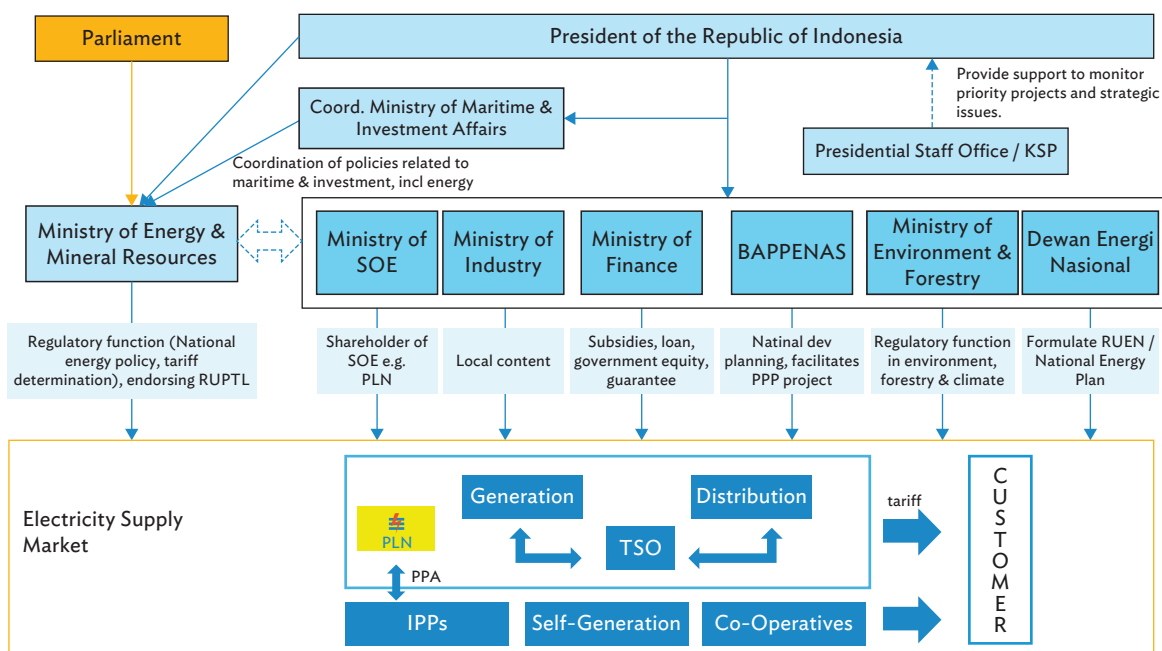 Parliament
President of the Republic of Indonesia
Provide support to monitor
priority projects and strategic
issues.
Coord. Ministry of Maritime &
Investment Affairs
Presidential Staff Office / KSP
Coordination of policies related to
maritime & investment, incl energy
Ministry of Energy &
Mineral Resources
Ministry of
SOE
Ministry of
Industry
Ministry of
Finance
BAPPENAS
Ministry of
Environment &
Forestry
Dewan Energi
Nasional
Regulatory function (National
energy policy, tariff
determination), endorsing RUPTL
Shareholder of
SOE e.g.
PLN
Local content
Subsidies, loan,
government equity,
guarantee
Natinal dev
planning, facilitates
PPP project
Regulatory function
in environment,
forestry & climate
Formulate RUEN /
National Energy
Plan
Electricity Supply
Market
PLN
Generation
Distribution
TSO
tariff
PPA
IPPs
Self-Generation
Co-Operatives
CUSTOMER